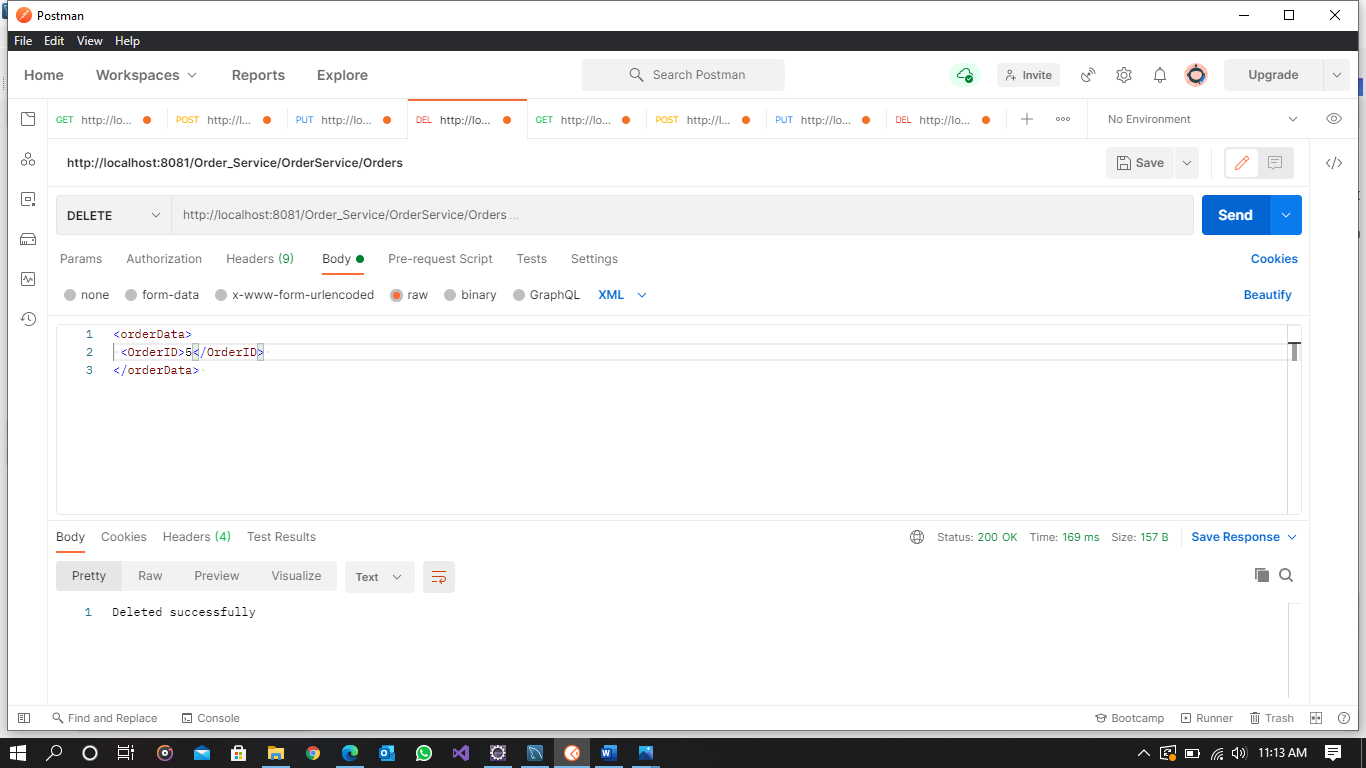 Postman
File Edit View Help
Home Workspaces Reports Explore Search Postman Invite Upgrade
GET http://lo... POST http://l... PUT http://lo... DEL http://lo... GET http://lo... POST http://l... PUT http://lo... DEL http://lo... No Environment
http://localhost:8081/Order_Service/OrderService/Orders Save
DELETE http://localhost:8081/Order_Service/OrderService/Orders ... Send
Params Authorization Headers (9) Body Pre-request Script Tests Settings Cookies
none form-data x-www-form-urlencoded raw binary GraphQL XML Beautify
1 <orderData>
2 <OrderID>5</OrderID>
3 </orderData>
Body Cookies Headers (4) Test Results Status: 200 OK Time: 169 ms Size: 157 B Save Response
Pretty Raw Preview Visualize Text
1 Deleted successfully
Find and Replace Console Bootcamp Runner Trash
11:13 AM